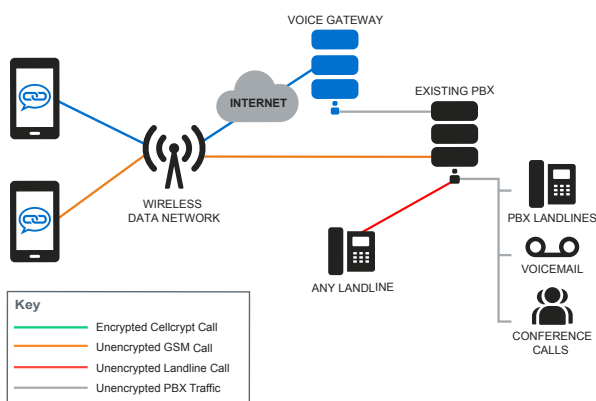 VOICE GATEWAY
INTERNET
EXISTING PBX
WIRELESS
DATA NETWORK
PBX LANDLINES
ANY LANDLINE
VOICEMAIL
CONFERENCE
CALLS
Key
Encrypted Cellcrypt Call
Unencrypted GSM Call
Unencrypted Landline Call
Unencrypted PBX Traffic